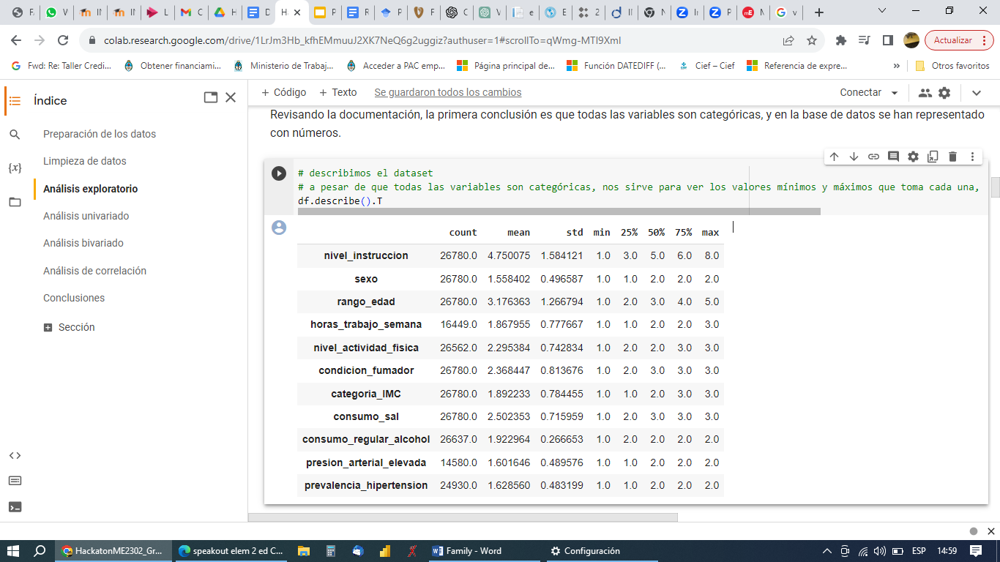 colab.research.google.com/drive/1LrJm3Hb_kfhEMmuuJ2XK7NeQ6g2uggiz?authuser=1#scrollTo=qWmg-MTI9XmI
Actualizar
Fwd: Re: Taller Credi...
Obtener financiami...
Ministerio de Trabaj...
Acceder a PAC emp...
Página principal de...
Función DATEDIFF (...
Cief – Cief
Referencia de expre...
»
Otros favoritos
Índice
Preparación de los datos
Limpieza de datos
Análisis exploratorio
Análisis univariado
Análisis bivariado
Análisis de correlación
Conclusiones
Sección
+ Código + Texto Se guardaron todos los cambios
Conectar
Revisando la documentación, la primera conclusión es que todas las variables son categóricas, y en la base de datos se han representado
con números.
# describimos el dataset
# a pesar de que todas las variables son categóricas, nos sirve para ver los valores mínimos y máximos que toma cada una,
df.describe().T
count mean std min 25% 50% 75% max
nivel_instruccion 26780.0 4.750075 1.584121 1.0 3.0 5.0 6.0 8.0
sexo 26780.0 1.558402 0.496587 1.0 1.0 2.0 2.0 2.0
rango_edad 26780.0 3.176363 1.266794 1.0 2.0 3.0 4.0 5.0
horas_trabajo_semana 16449.0 1.867955 0.777667 1.0 1.0 2.0 2.0 3.0
nivel_actividad_fisica 26562.0 2.295384 0.742834 1.0 2.0 2.0 3.0 3.0
condicion_fumador 26780.0 2.368447 0.813676 1.0 2.0 3.0 3.0 3.0
categoria_IMC 26780.0 1.892233 0.784455 1.0 1.0 2.0 3.0 3.0
consumo_sal 26780.0 2.502353 0.715959 1.0 2.0 3.0 3.0 3.0
consumo_regular_alcohol 26637.0 1.922964 0.266653 1.0 2.0 2.0 2.0 2.0
presion_arterial_elevada 14580.0 1.601646 0.489576 1.0 1.0 2.0 2.0 2.0
prevalencia_hipertension 24930.0 1.628560 0.483199 1.0 1.0 2.0 2.0 2.0
HackatonME2302_Gr...
speakout elem 2 ed C...
Family - Word
Configuración
ESP
14:59